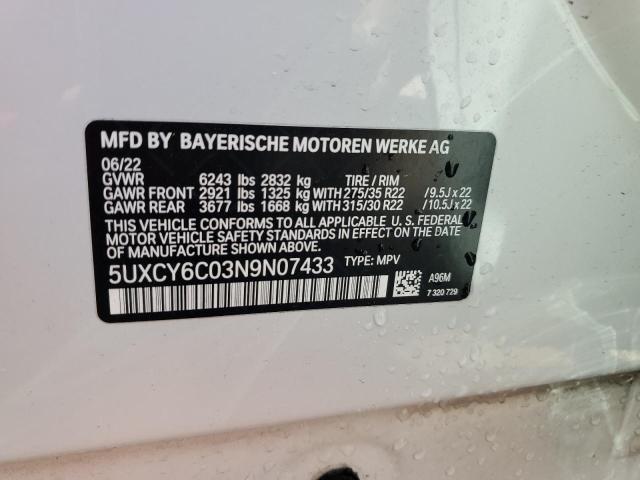 MFD BY BAYERISCHE MOTOREN WERKE AG
06/22
GVWR 6243 lbs 2832 kg TIRE / RIM
GAWR FRONT 2921 lbs 1325 kg WITH 275/35 R22 /9.5J x 22
GAWR REAR 3677 lbs 1668 kg WITH 315/30 R22 /10.5J x 22
THIS VEHICLE CONFORMS TO ALL APPLICABLE U. S. FEDERAL
MOTOR VEHICLE SAFETY STANDARDS IN EFFECT ON THE DATE
OF MANUFACTURE SHOWN ABOVE.
5UXCY6C03N9N07433 TYPE: MPV
A96M
7 320 729